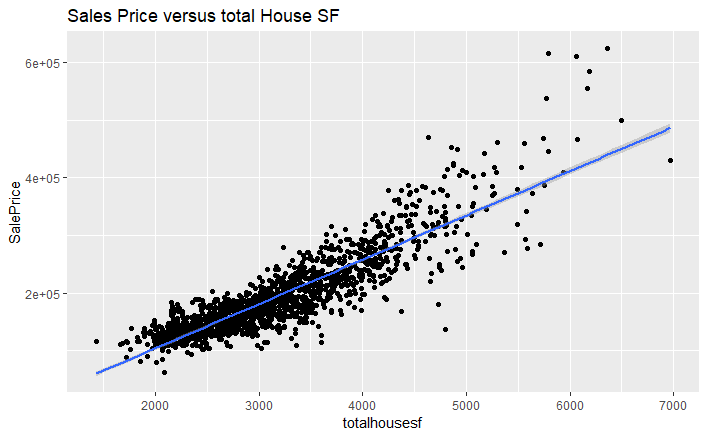 Sales Price versus total House SF
6e+05
4e+05
2e+05
SalePrice
2000 3000 4000 5000 6000 7000
totalhousesf